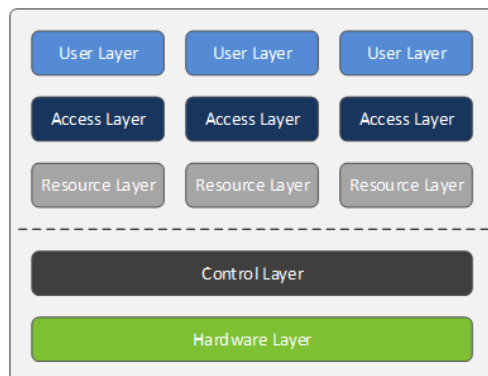 User Layer User Layer User Layer
Access Layer Access Layer Access Layer
Resource Layer Resource Layer Resource Layer
Control Layer
Hardware Layer